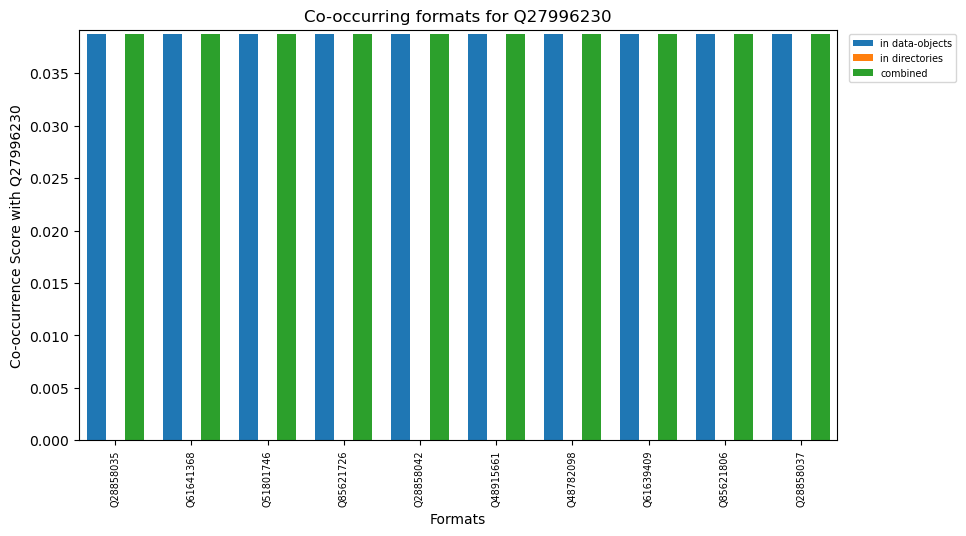 Co-occurring formats for Q27996230
in data-objects
in directories
combined
Co-occurrence Score with Q27996230
0.035
0.030
0.025
0.020
0.015
0.010
0.005
0.000
Q28858035
Q61641368
Q51801746
Q85621726
Q28858042
Q48915661
Q48782098
Q61639409
Q85621806
Q28858037
Formats